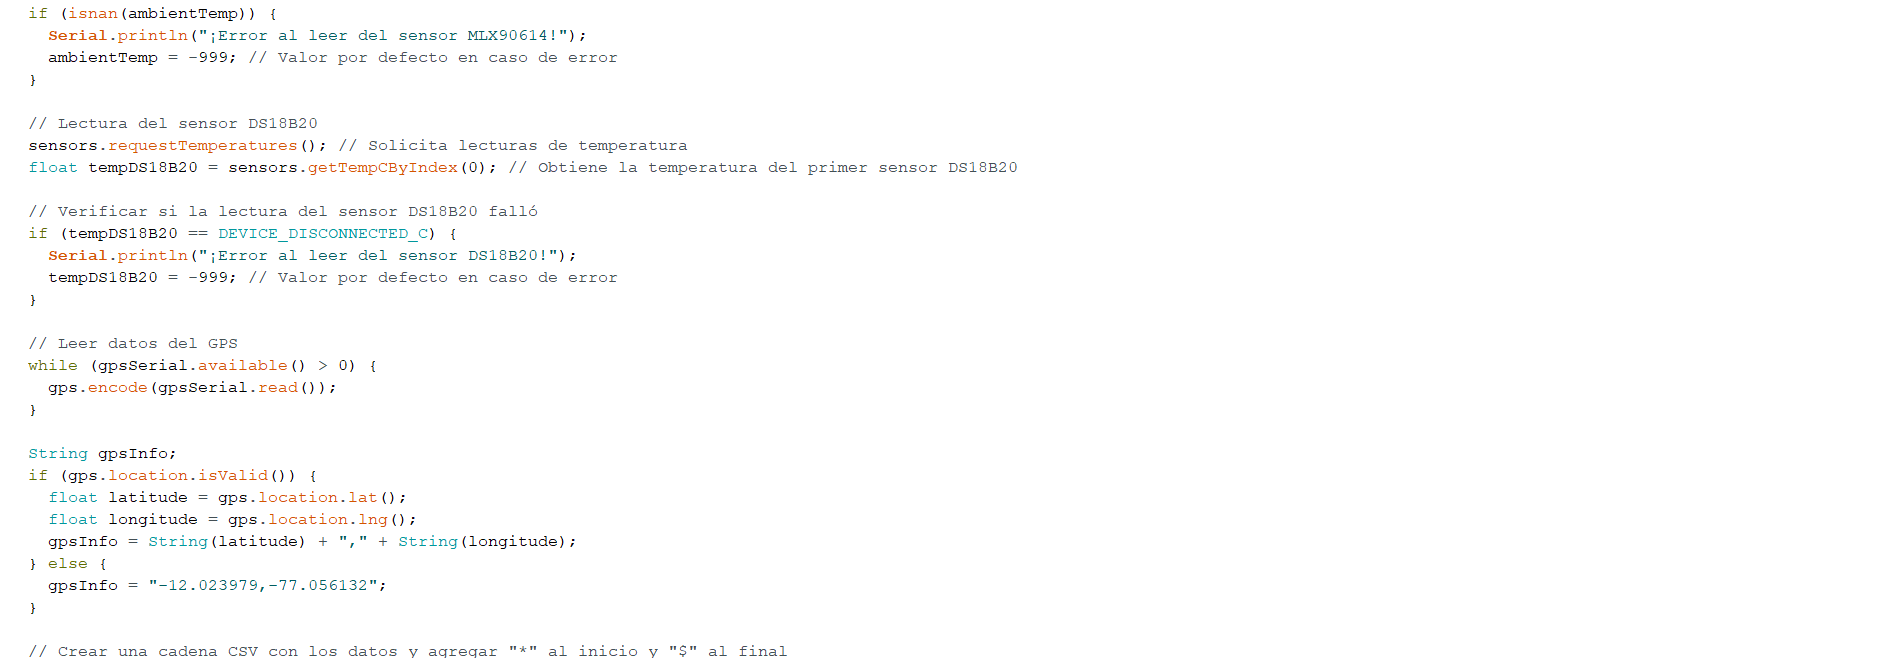 if (isnan(ambientTemp)) {
Serial.println("¡Error al leer del sensor MLX90614!");
ambientTemp = -999; // Valor por defecto en caso de error
}
// Lectura del sensor DS18B20
sensors.requestTemperatures(); // Solicita lecturas de temperatura
float tempDS18B20 = sensors.getTempCByIndex(0); // Obtiene la temperatura del primer sensor DS18B20
// Verificar si la lectura del sensor DS18B20 falló
if (tempDS18B20 == DEVICE_DISCONNECTED_C) {
Serial.println("¡Error al leer del sensor DS18B20!");
tempDS18B20 = -999; // Valor por defecto en caso de error
}
// Leer datos del GPS
while (gpsSerial.available() > 0) {
gps.encode(gpsSerial.read());
}
String gpsInfo;
if (gps.location.isValid()) {
float latitude = gps.location.lat();
float longitude = gps.location.lng();
gpsInfo = String(latitude) + "," + String(longitude);
} else {
gpsInfo = "-12.023979,-77.056132";
}
// Crear una cadena CSV con los datos y agregar "*" al inicio y "$" al final